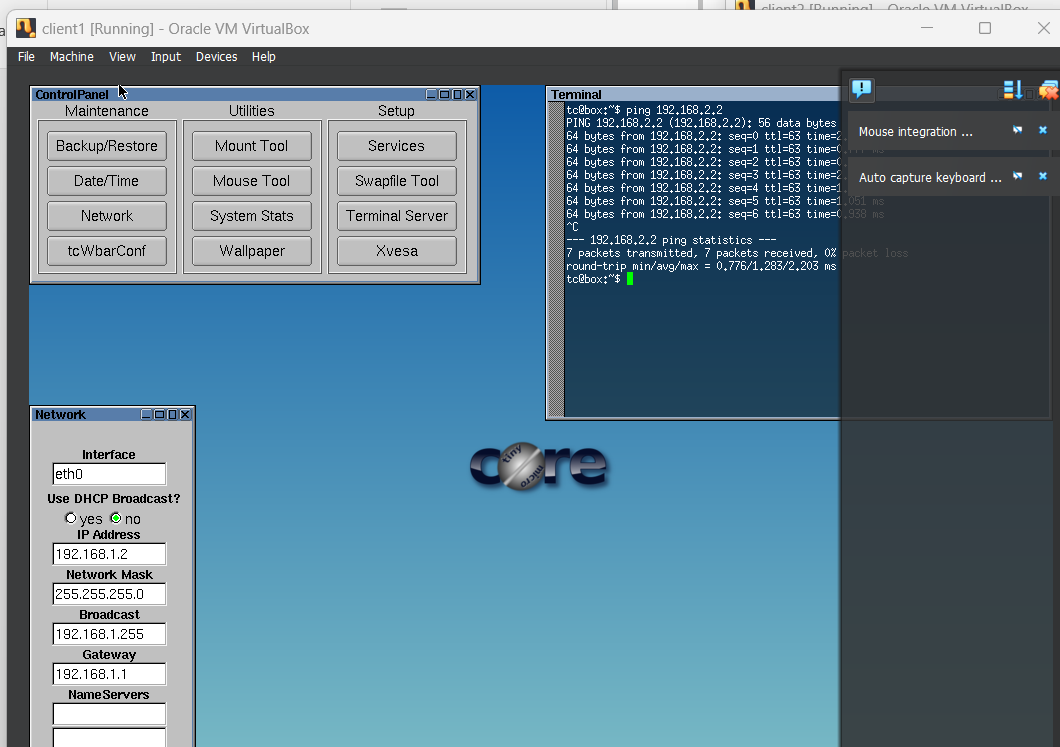 client2 [Running] - Oracle VM VirtualBox
client1 [Running] - Oracle VM VirtualBox
File Machine View Input Devices Help
ControlPanel
Maintenance Utilities Setup
Backup/Restore Mount Tool Services
Date/Time Mouse Tool Swapfile Tool
Network System Stats Terminal Server
tcWbarConf Wallpaper Xvesa
Terminal
tc@box:~$ ping 192.168.2.2
PING 192.168.2.2 (192.168.2.2): 56 data bytes
64 bytes from 192.168.2.2: seq=0 ttl=63 time=2
64 bytes from 192.168.2.2: seq=1 ttl=63 time=0.777 ms
64 bytes from 192.168.2.2: seq=2 ttl=63 time=
64 bytes from 192.168.2.2: seq=3 ttl=63 time=
64 bytes from 192.168.2.2: seq=4 ttl=63 time=
64 bytes from 192.168.2.2: seq=5 ttl=63 time=1.051 ms
64 bytes from 192.168.2.2: seq=6 ttl=63 time=0.938 ms
^C
--- 192.168.2.2 ping statistics ---
7 packets transmitted, 7 packets received, 0% packet loss
round-trip min/avg/max = 0.776/1.283/2.203 ms
tc@box:~$
Mouse integration ...
Auto capture keyboard ...
core
tiny
micro
Network
Interface
eth0
Use DHCP Broadcast?
yes no
IP Address
192.168.1.2
Network Mask
255.255.255.0
Broadcast
192.168.1.255
Gateway
192.168.1.1
NameServers